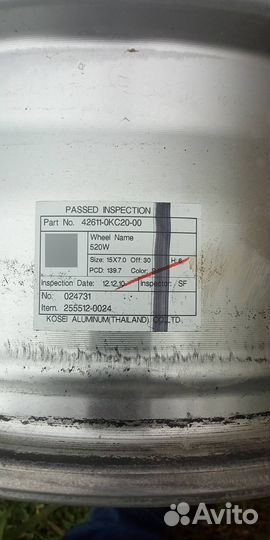 PASSED INSPECTION
Part No. 42611-0KC20-00
Wheel Name
520W
Size: 15X7.0 Off: 30 H: 6
PCD: 139.7 Color:
Inspection Date: 12.12.10 Inspector / SF
No: 024731
Item. 255512-0024
KOSEI ALUMINUM(THAILAND) CO.,LTD.
Avito